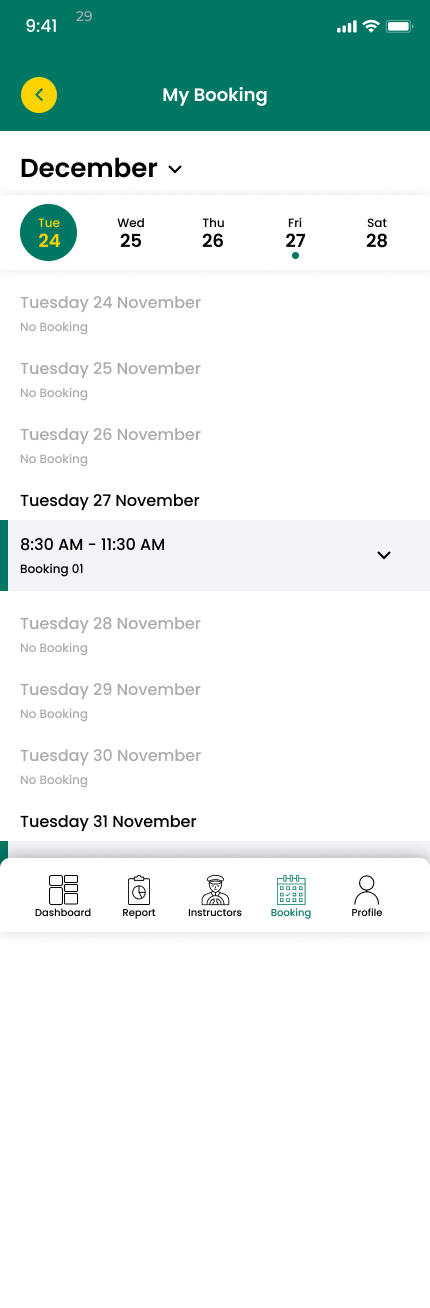 9:41
29
My Booking
December
Tue Wed Thu Fri Sat
24 25 26 27 28
Tuesday 24 November
No Booking
Tuesday 25 November
No Booking
Tuesday 26 November
No Booking
Tuesday 27 November
8:30 AM - 11:30 AM
Booking 01
Tuesday 28 November
No Booking
Tuesday 29 November
No Booking
Tuesday 30 November
No Booking
Tuesday 31 November
Dashboard Report Instructors Booking Profile